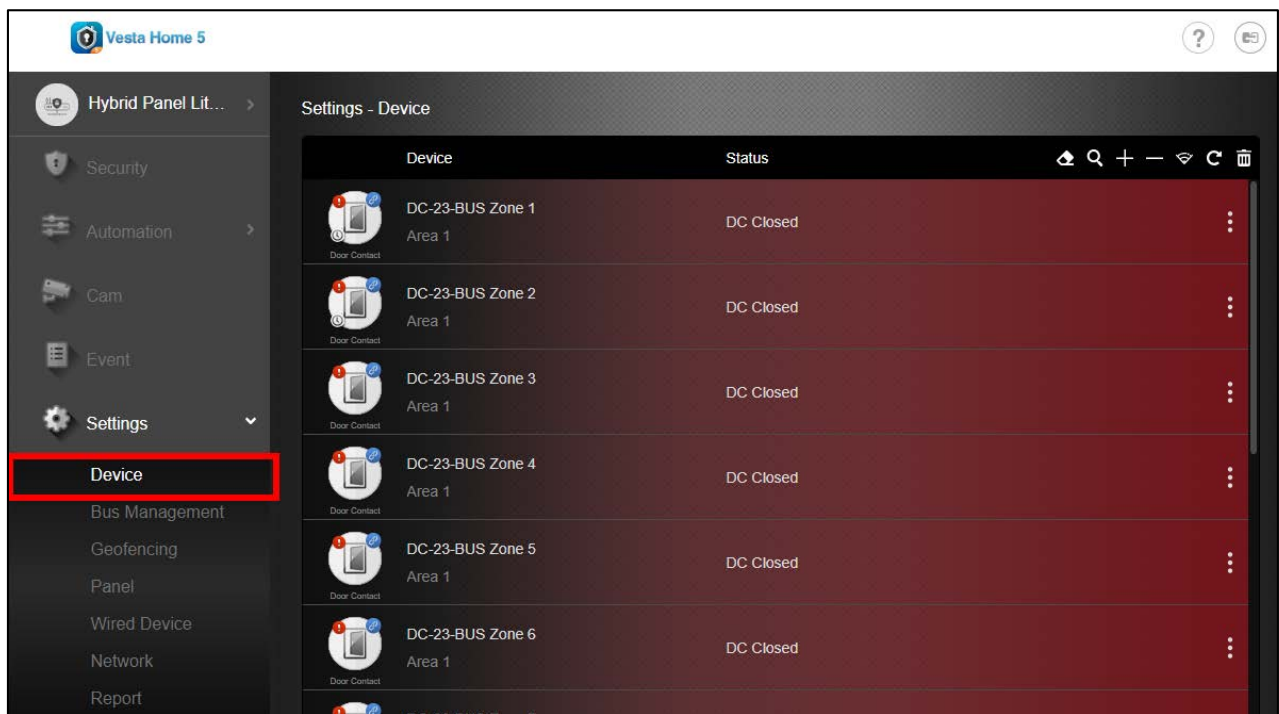 Vesta Home 5
?
Hybrid Panel Lit...
Security
Automation
Cam
Event
Settings
Device
Bus Management
Geofencing
Panel
Wired Device
Network
Report
Settings - Device
Device Status
DC-23-BUS Zone 1
Area 1
DC Closed
Door Contact
DC-23-BUS Zone 2
Area 1
DC Closed
Door Contact
DC-23-BUS Zone 3
Area 1
DC Closed
Door Contact
DC-23-BUS Zone 4
Area 1
DC Closed
Door Contact
DC-23-BUS Zone 5
Area 1
DC Closed
Door Contact
DC-23-BUS Zone 6
Area 1
DC Closed
Door Contact